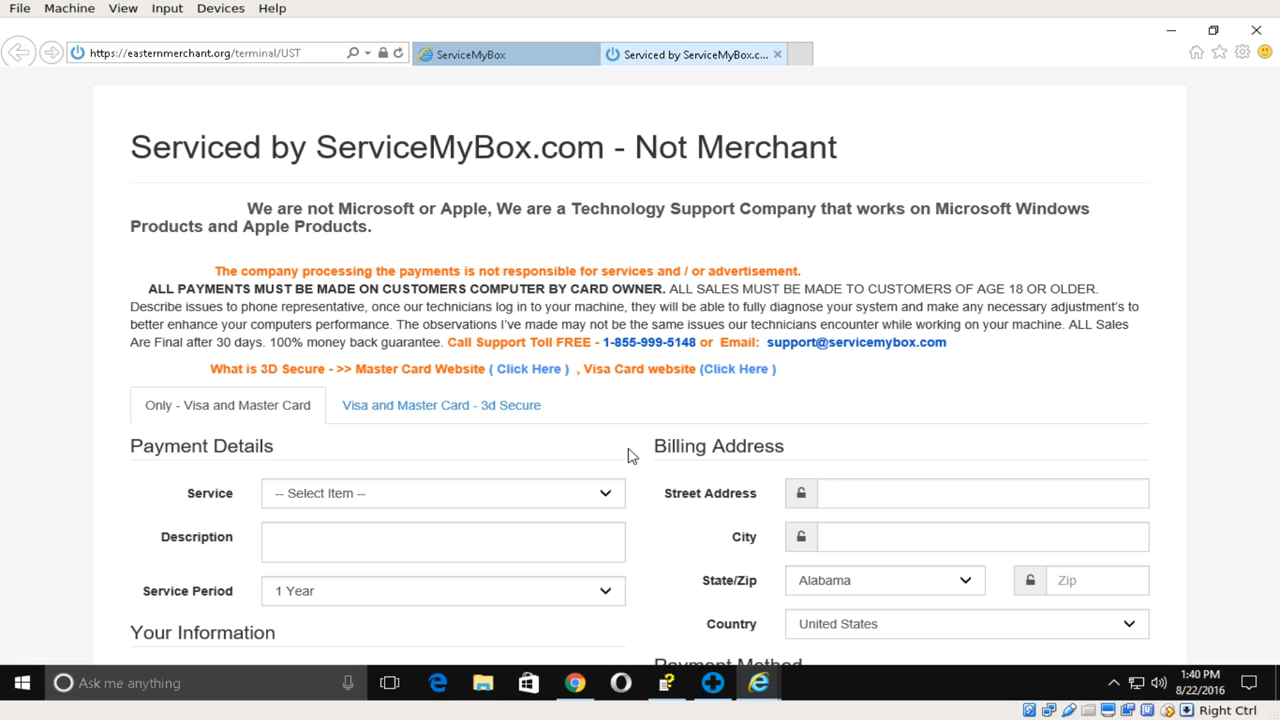 File Machine View Input Devices Help
https://easternmerchant.org/terminal/UST ServiceMyBox Serviced by ServiceMyBox.c...
Serviced by ServiceMyBox.com - Not Merchant
We are not Microsoft or Apple, We are a Technology Support Company that works on Microsoft Windows
Products and Apple Products.
The company processing the payments is not responsible for services and / or advertisement.
ALL PAYMENTS MUST BE MADE ON CUSTOMERS COMPUTER BY CARD OWNER. ALL SALES MUST BE MADE TO CUSTOMERS OF AGE 18 OR OLDER.
Describe issues to phone representative, once our technicians log in to your machine, they will be able to fully diagnose your system and make any necessary adjustment's to
better enhance your computers performance. The observations I've made may not be the same issues our technicians encounter while working on your machine. ALL Sales
Are Final after 30 days. 100% money back guarantee. Call Support Toll FREE - 1-855-999-5148 or Email: support@servicemybox.com
What is 3D Secure - >> Master Card Website ( Click Here ) , Visa Card website (Click Here )
Only - Visa and Master Card Visa and Master Card - 3d Secure
Payment Details Billing Address
Service -- Select Item -- Street Address
Description City
State/Zip Alabama Zip
Service Period 1 Year
Country United States
Your Information
Payment Method
Ask me anything
1:40 PM
8/22/2016
Right Ctrl